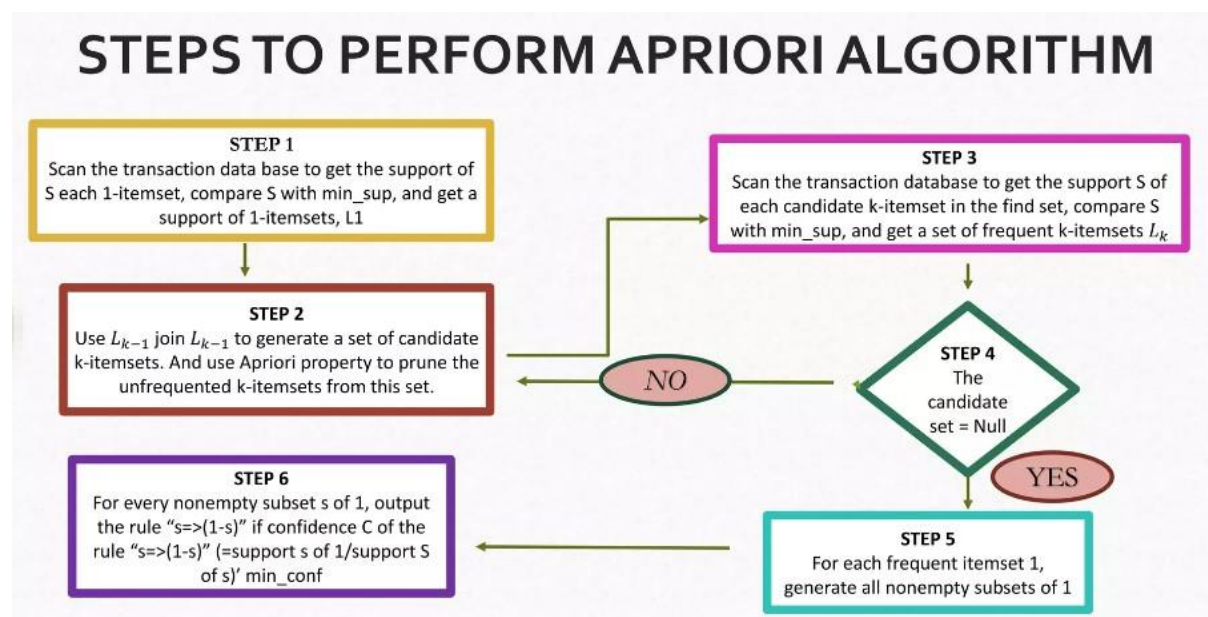 STEPS TO PERFORM APRIORI ALGORITHM
STEP 1
Scan the transaction data base to get the support of
S each 1-itemset, compare S with min_sup, and get a
support of 1-itemsets, L1
STEP 2
Use L_{k-1} join L_{k-1} to generate a set of candidate
k-itemsets. And use Apriori property to prune the
unfrequented k-itemsets from this set.
STEP 3
Scan the transaction database to get the support S of
each candidate k-itemset in the find set, compare S
with min_sup, and get a set of frequent k-itemsets L_k
STEP 4
The
candidate
set = Null
NO
YES
STEP 5
For each frequent itemset 1,
generate all nonempty subsets of 1
STEP 6
For every nonempty subset s of 1, output
the rule “s=>(1-s)” if confidence C of the
rule “s=>(1-s)” (=support s of 1/support S
of s)’ min_conf